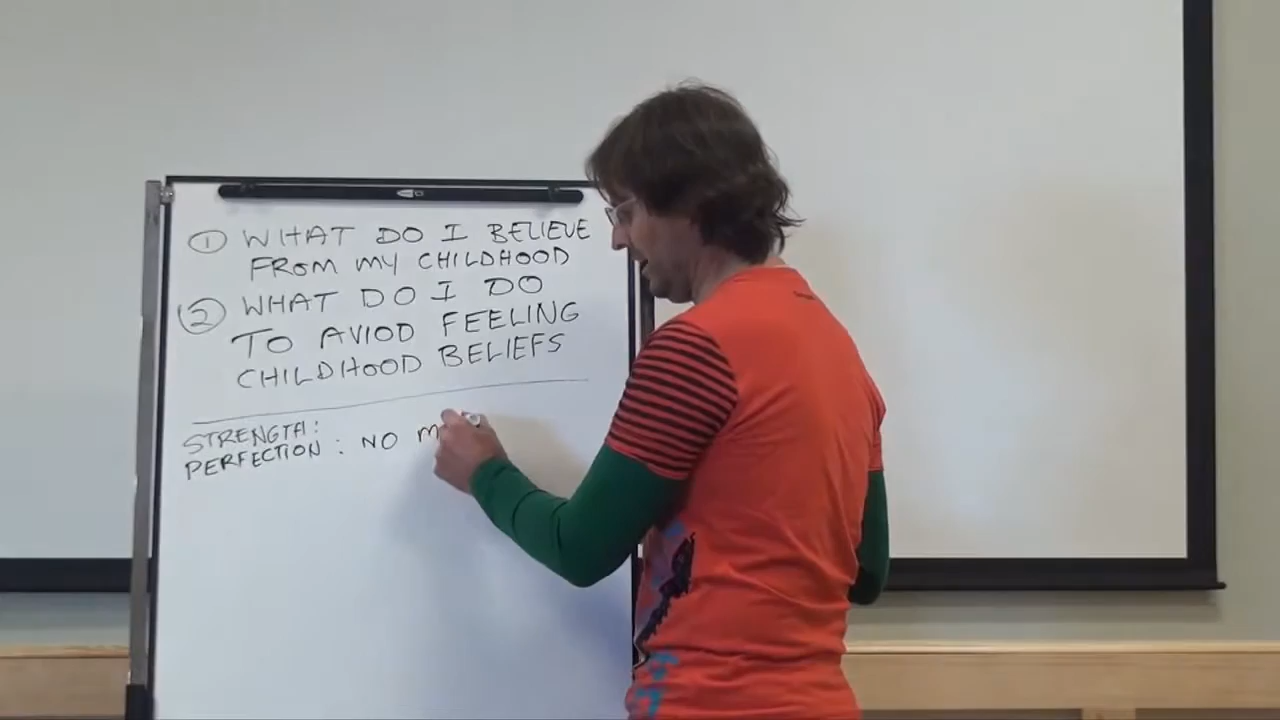 ① WHAT DO I BELIEVE
FROM MY CHILDHOOD
② WHAT DO I DO
TO AVIOD FEELING
CHILDHOOD BELIEFS
STRENGTH:
PERFECTION: NO M